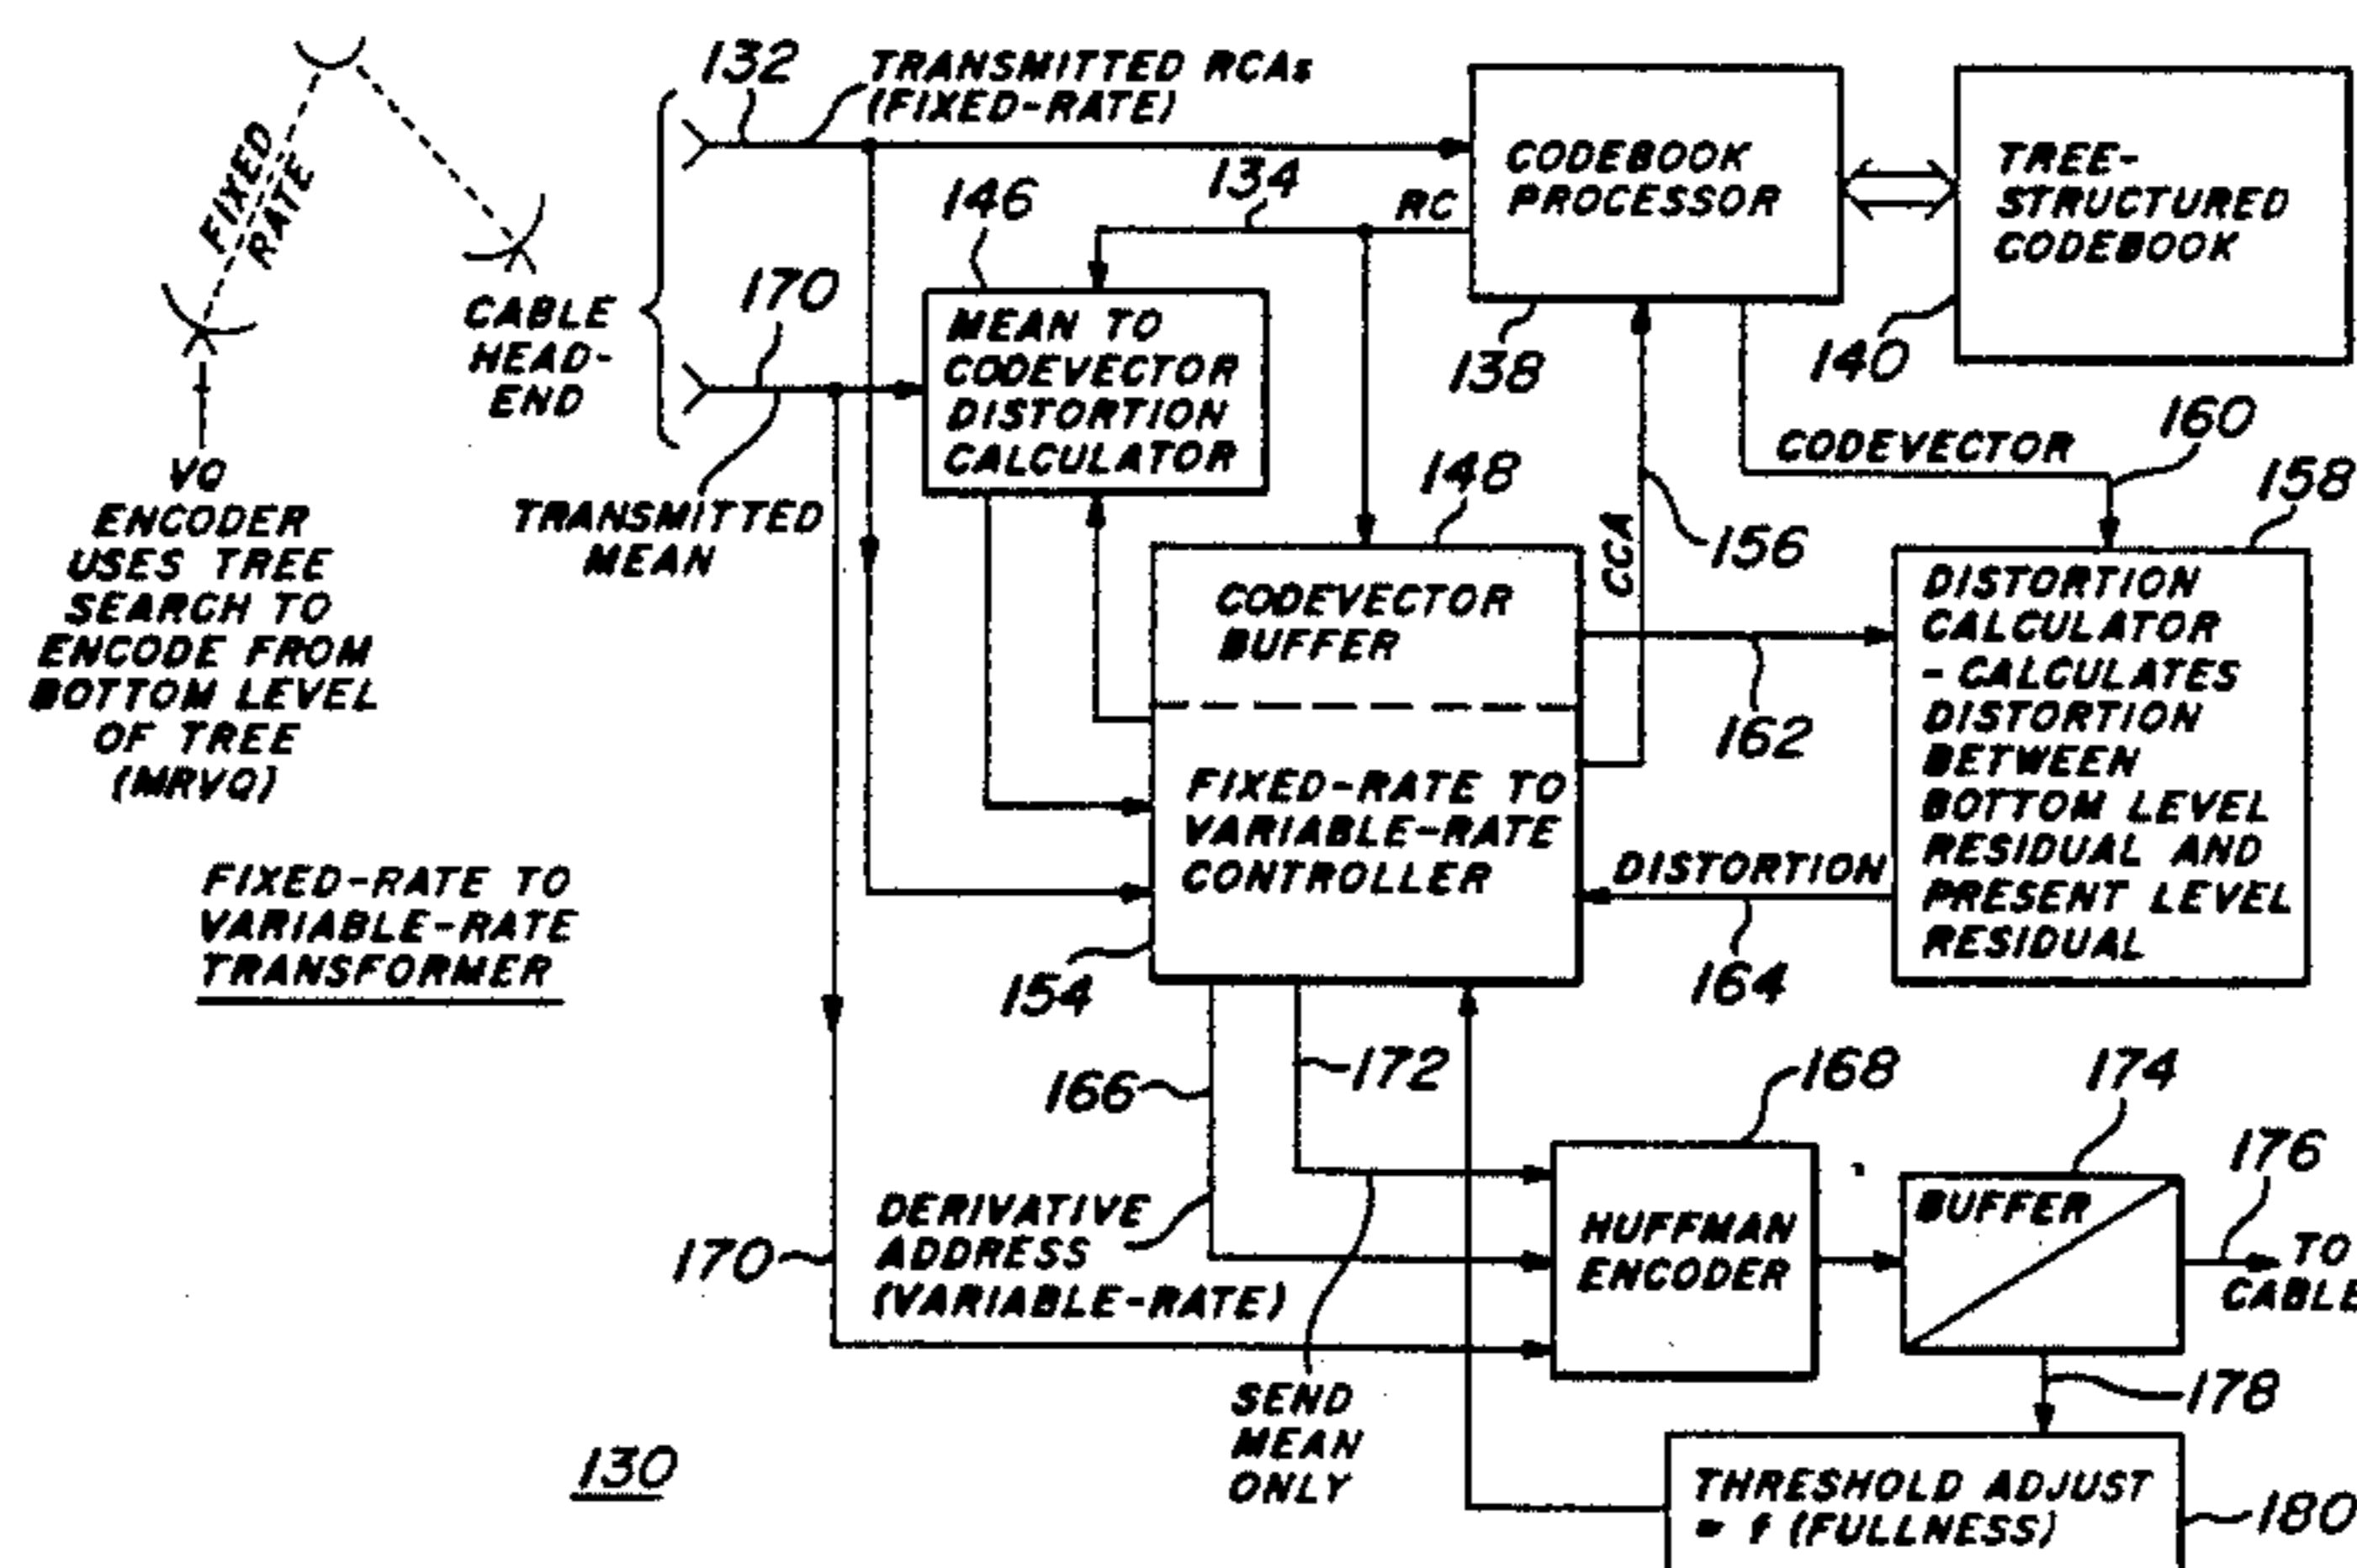 132
TRANSMITTED RCAs
(FIXED-RATE)
FIXED
RATE
CABLE
HEAD-
END
VQ
ENCODER
USES TREE
SEARCH TO
ENCODE FROM
BOTTOM LEVEL
OF TREE
(MRVQ)
FIXED-RATE TO
VARIABLE-RATE
TRANSFORMER
146
134
RC
CODEBOOK
PROCESSOR
138
TREE-
STRUCTURED
CODEBOOK
140
170
TRANSMITTED
MEAN
MEAN TO
CODEVECTOR
DISTORTION
CALCULATOR
148
CODEVECTOR
BUFFER
FIXED-RATE TO
VARIABLE-RATE
CONTROLLER
154
CCA
156
CODEVECTOR
160
158
DISTORTION
CALCULATOR
- CALCULATES
DISTORTION
BETWEEN
BOTTOM LEVEL
RESIDUAL AND
PRESENT LEVEL
RESIDUAL
162
DISTORTION
164
166
172
168
174
176
170
DERIVATIVE
ADDRESS
(VARIABLE-RATE)
HUFFMAN
ENCODER
BUFFER
TO
CABLE
SEND
MEAN
ONLY
178
THRESHOLD ADJUST
= f (FULLNESS)
180
130